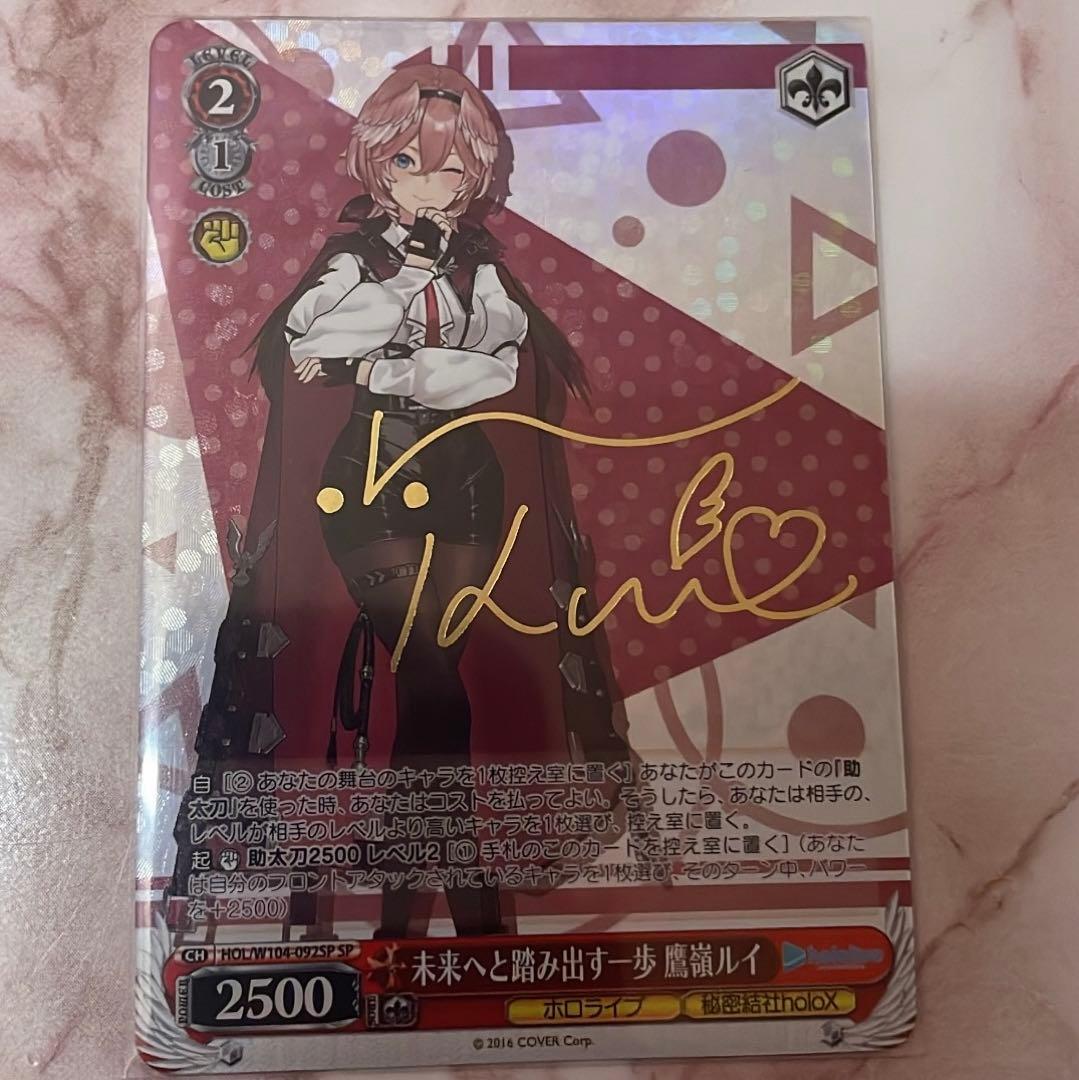 LEVEL
2
1
COST
自 [② あなたの舞台のキャラを1枚控え室に置く] あなたがこのカードの『助
太刀』を使った時、あなたはコストを払ってよい。そうしたら、あなたは相手の、
レベルが相手のレベルより高いキャラを1枚選び、控え室に置く。
起 助太刀2500 レベル2 [① 手札のこのカードを控え室に置く] (あなた
は自分のフロントアタックされているキャラを1枚選び、そのターン中、パワー
を+2500)
CH HOL/W104-092SP SP
未来へと踏み出す一歩 鷹嶺ルイ
hololive
POWER
2500
ホロライブ
秘密結社holoX
© 2016 COVER Corp.